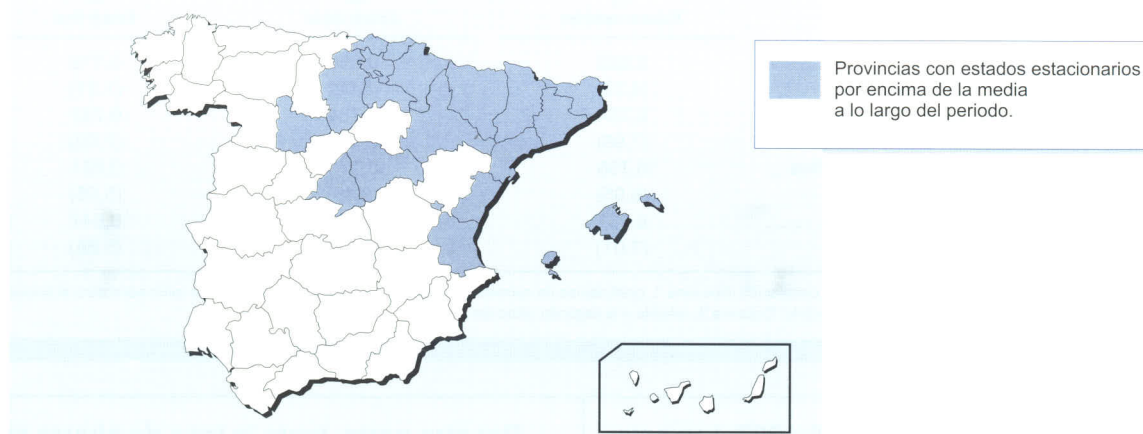 Provincias con estados estacionarios
por encima de la media
a lo largo del periodo.